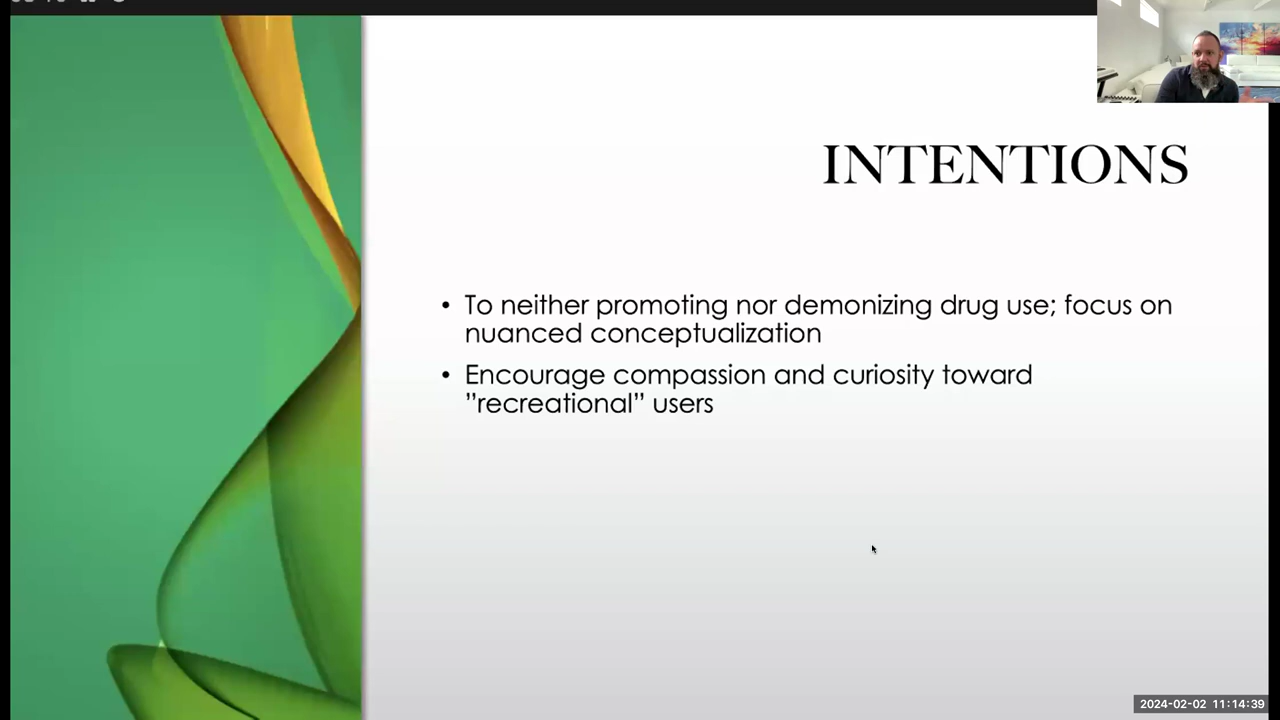 INTENTIONS
• To neither promoting nor demonizing drug use; focus on
nuanced conceptualization
• Encourage compassion and curiosity toward
”recreational” users
2024-02-02 11:14:39